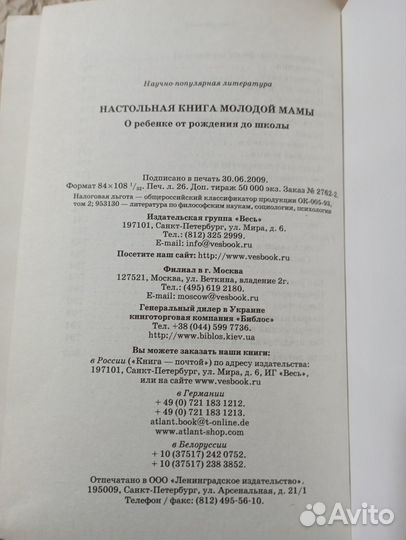 Научно-популярная литература
НАСТОЛЬНАЯ КНИГА МОЛОДОЙ МАМЫ
О ребенке от рождения до школы
Подписано в печать 30.06.2009.
Формат 84×108 1/32. Печ. л. 26. Доп. тираж 50 000 экз. Заказ № 2762-2.
Налоговая льгота — общероссийский классификатор продукции ОК-005-93,
том 2; 953130 — литература по философским наукам, социологии, психологии
Издательская группа «Весь»
197101, Санкт-Петербург, ул. Мира, д. 6.
Тел.: (812) 325 2999.
E-mail: info@vesbook.ru
Посетите наш сайт: http://www.vesbook.ru
Филиал в г. Москва
127521, Москва, ул. Веткина, владение 2г.
Тел.: (495) 619 2180.
E-mail: moscow@vesbook.ru
Генеральный дилер в Украине
книготорговая компания «Библос»
Тел. +38 (044) 599 7736.
http://www.biblos.kiev.ua
Вы можете заказать наши книги:
в России («Книга — почтой») по адресу издательства:
197101, Санкт-Петербург, ул. Мира, д. 6, ИГ «Весь»,
или на сайте www.vesbook.ru
в Германии
+ 49 (0) 721 183 1212.
+ 49 (0) 721 183 1213.
atlant.book@t-online.de
www.atlant-shop.com
в Белоруссии
+ 10 (37517) 242 0752.
+ 10 (37517) 238 3852.
Отпечатано в ООО «Ленинградское издательство».
195009, Санкт-Петербург, ул. Арсенальная, д. 21/1
Телефон / факс: (812) 495-56-10.
Avito